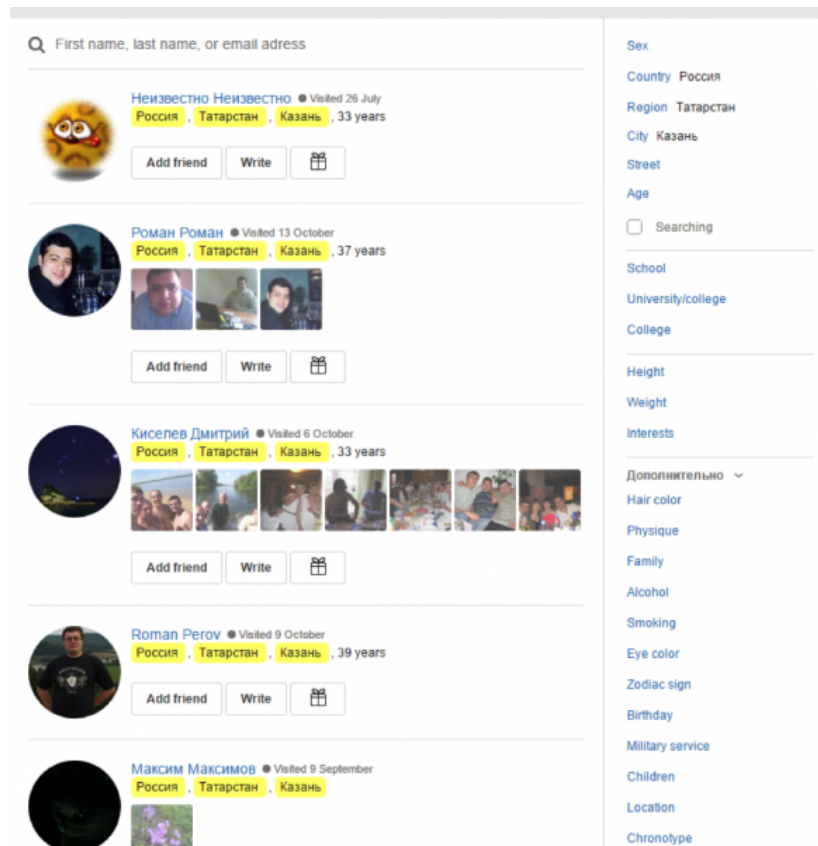 First name, last name, or email adress
Неизвестно Неизвестно ● Visited 26 July
Россия , Татарстан , Казань , 33 years
Add friend Write
Роман Роман ● Visited 13 October
Россия , Татарстан , Казань , 37 years
Add friend Write
Киселев Дмитрий ● Visited 6 October
Россия , Татарстан , Казань , 33 years
Add friend Write
Roman Perov ● Visited 9 October
Россия , Татарстан , Казань , 39 years
Add friend Write
Максим Максимов ● Visited 9 September
Россия , Татарстан , Казань
Sex
Country Россия
Region Татарстан
City Казань
Street
Age
Searching
School
University/college
College
Height
Weight
Interests
Дополнительно
Hair color
Physique
Family
Alcohol
Smoking
Eye color
Zodiac sign
Birthday
Military service
Children
Location
Chronotype